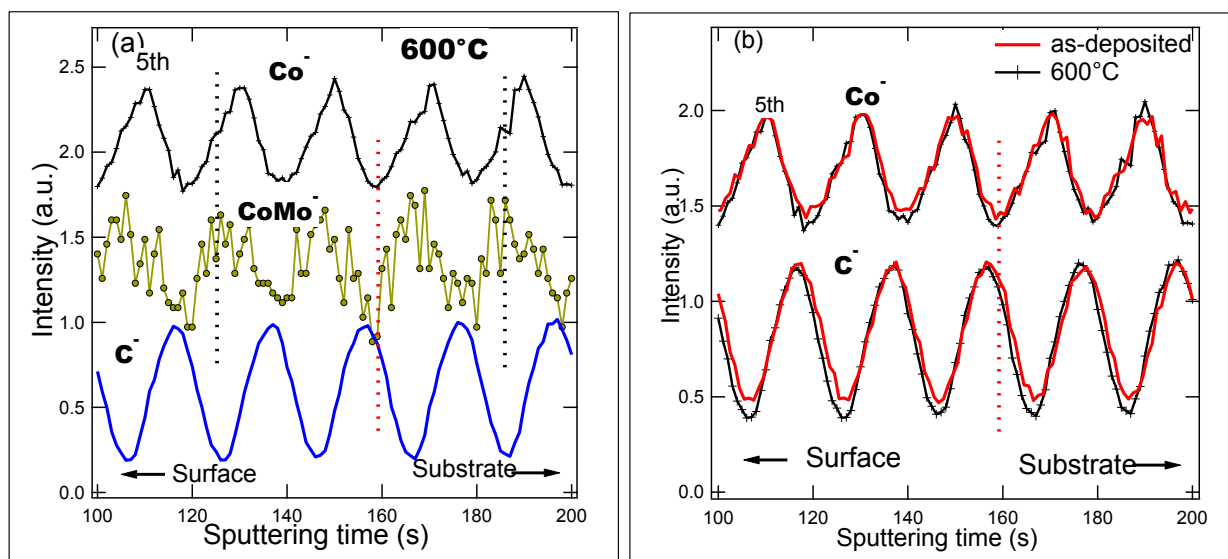 (a)
600°C
5th
Co-
CoMo-
C-
Surface
Substrate
Intensity (a.u.)
2.5
2.0
1.5
1.0
0.5
0.0
100
120
140
160
180
200
Sputtering time (s)
(b)
as-deposited
600°C
5th
Co-
C-
Surface
Substrate
Intensity (a.u.)
2.0
1.5
1.0
0.5
0.0
100
120
140
160
180
200
Sputtering time (s)